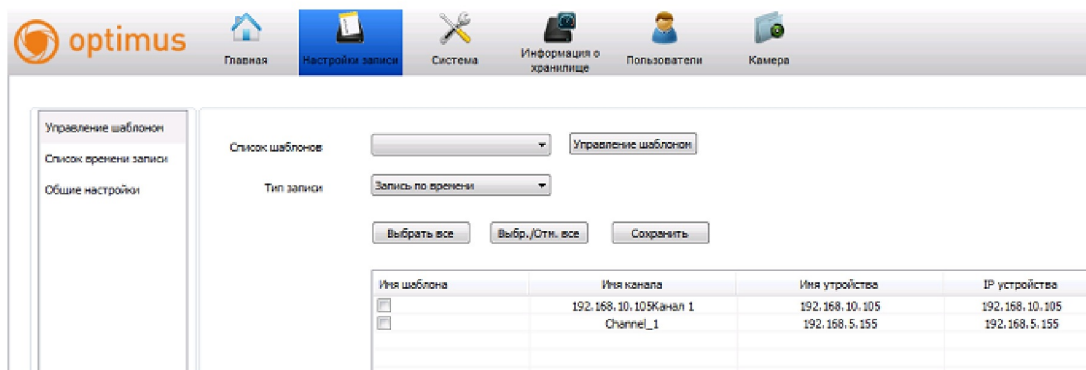 optimus
Главная
Настройки записи
Система
Информация о
хранилище
Пользователи
Камера
Управление шаблоном
Список времени записи
Общие настройки
Список шаблонов
Управление шаблоном
Тип записи
Запись по времени
Выбрать все
Выбр./Отм. все
Сохранить
Имя шаблона Имя канала Имя утройства IP устройства
192.168.10.105Канал 1 192.168.10.105 192.168.10.105
Channel_1 192.168.5.155 192.168.5.155